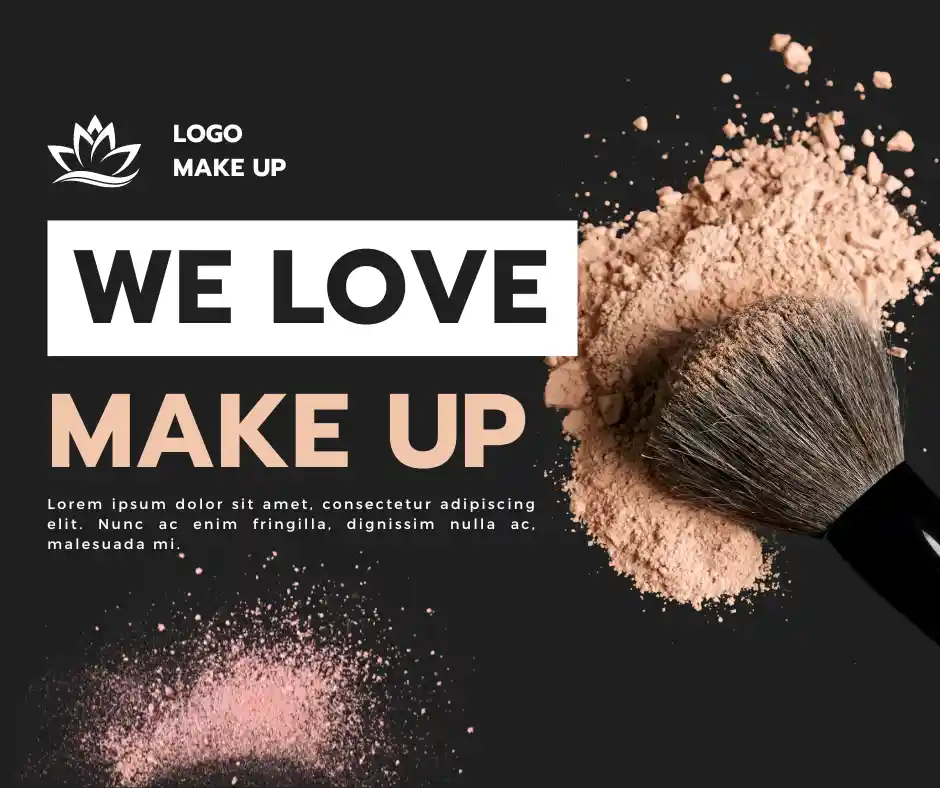 LOGO
MAKE UP
WE LOVE
MAKE UP
Lorem ipsum dolor sit amet, consectetur adipiscing
elit. Nunc ac enim fringilla, dignissim nulla ac,
malesuada mi.